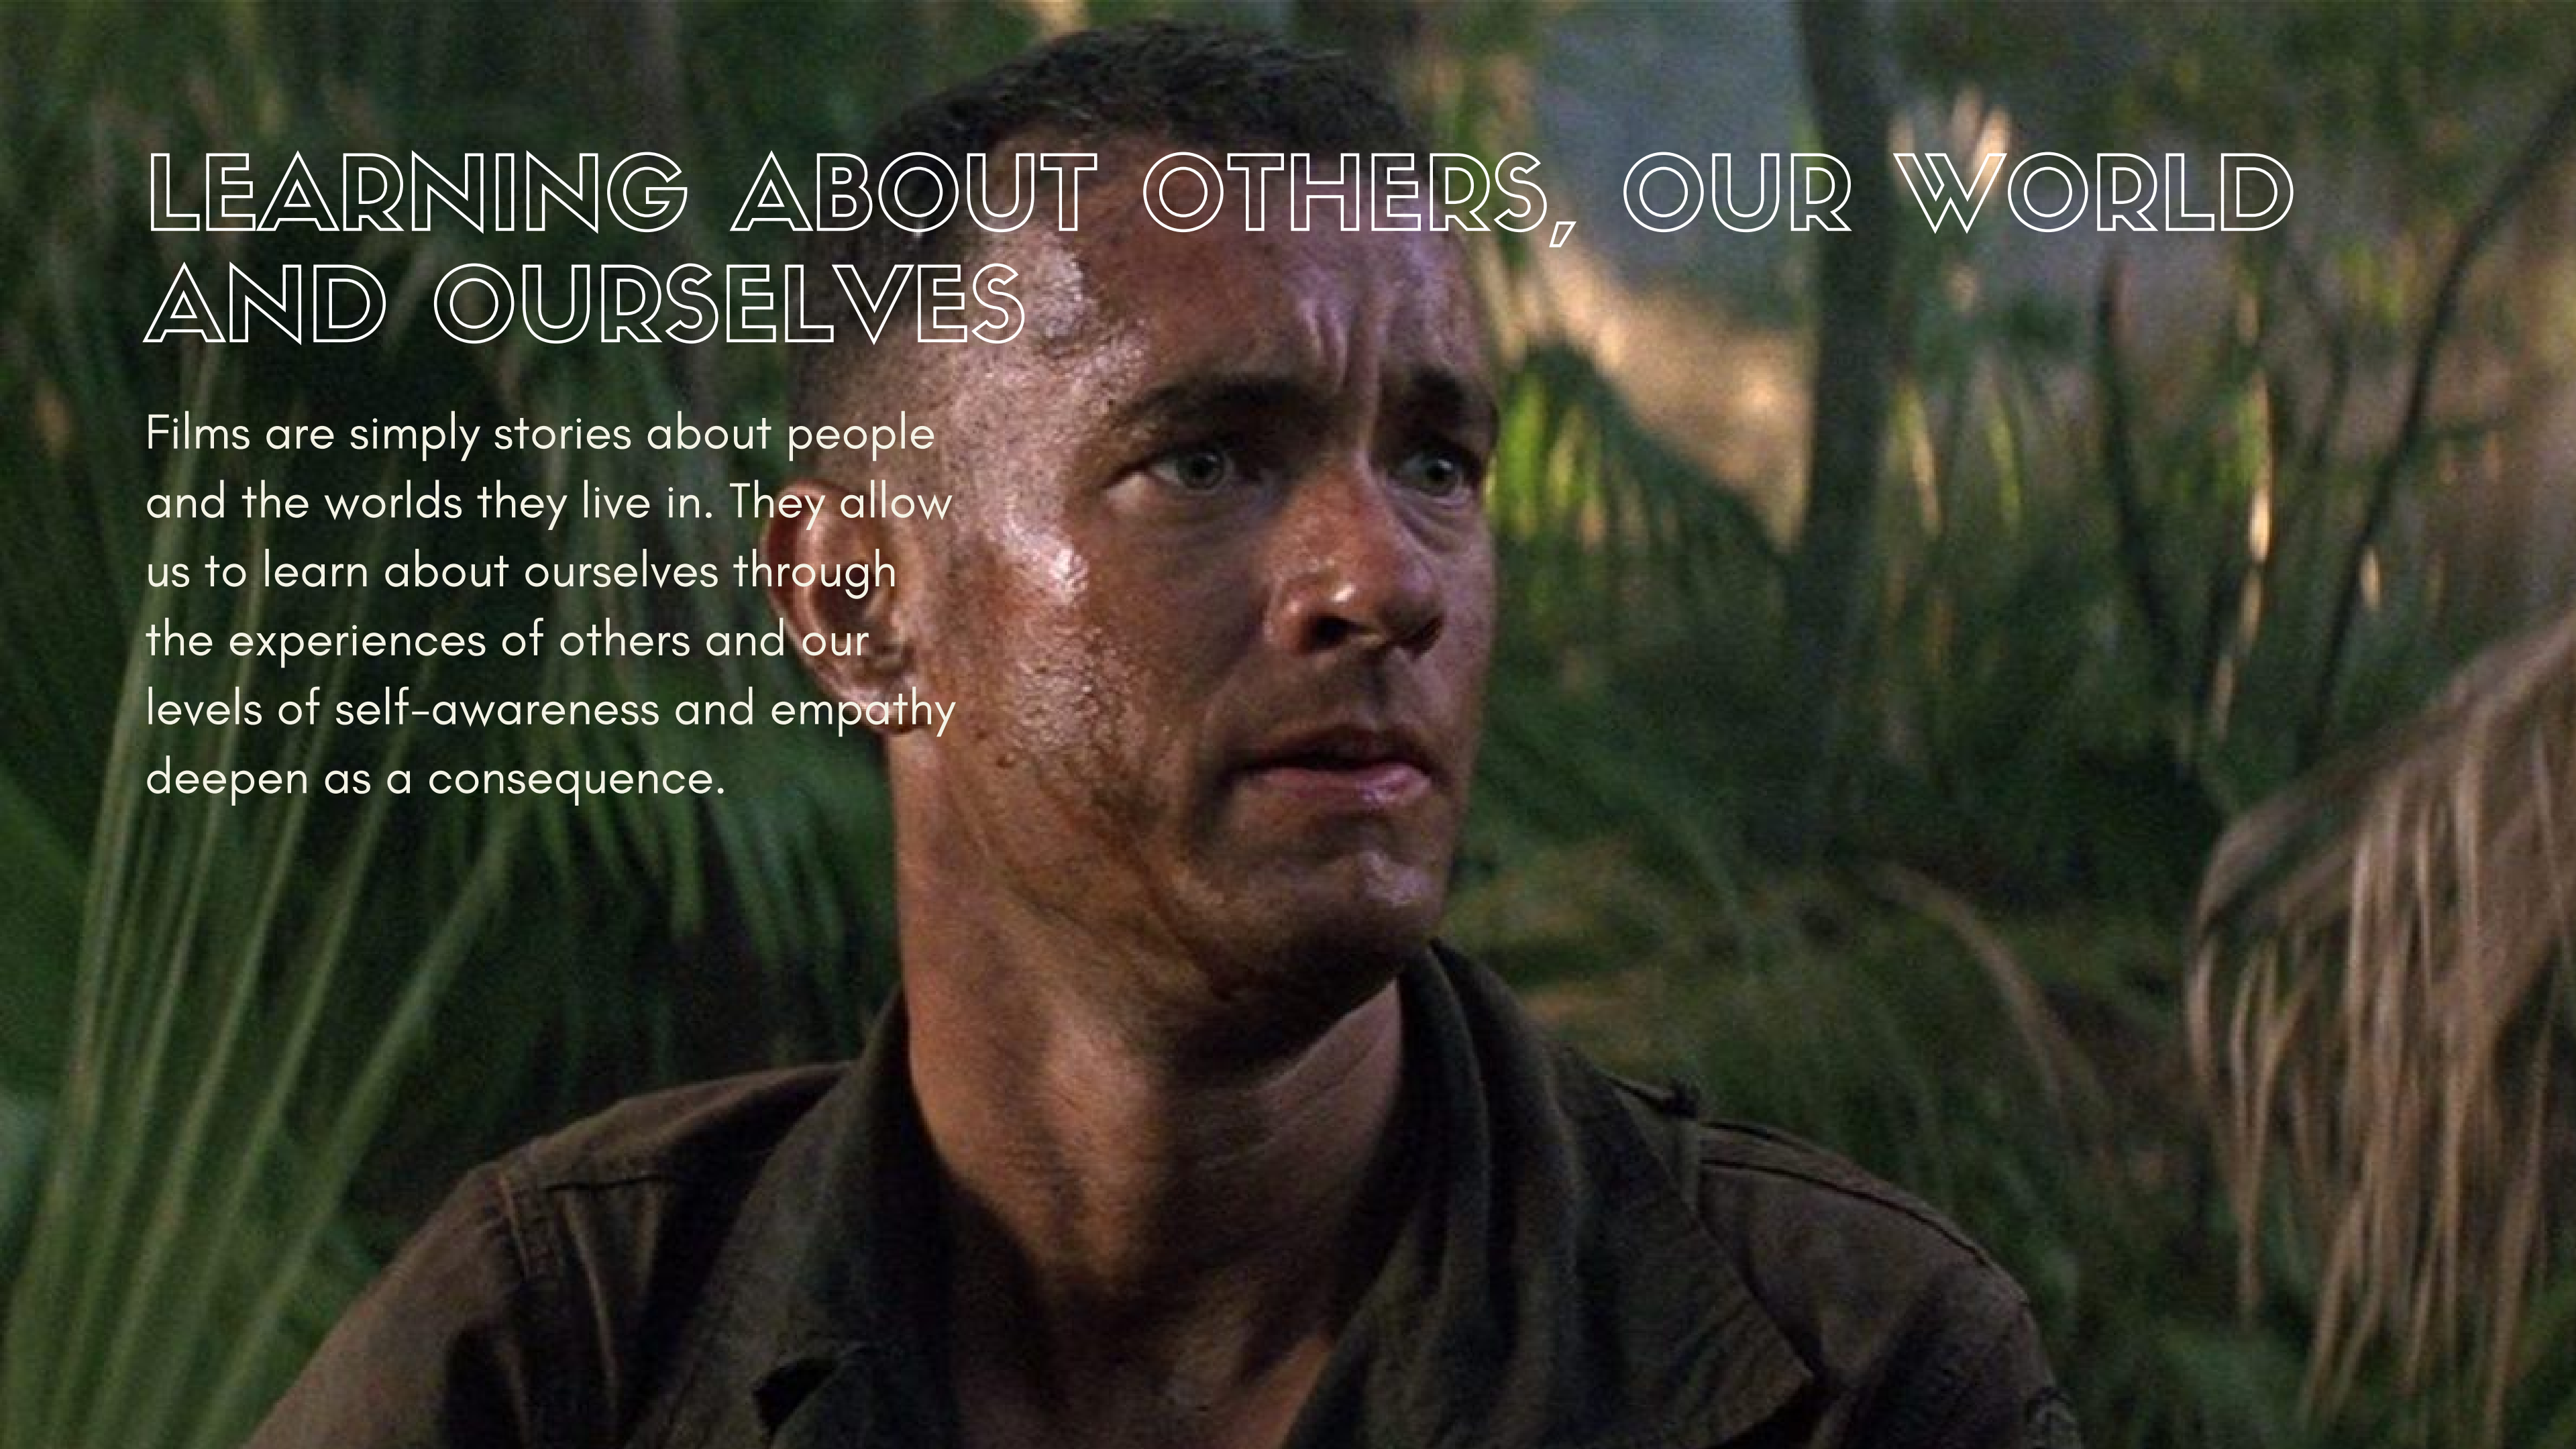 LEARNING ABOUT OTHERS, OUR WORLD
AND OURSELVES
Films are simply stories about people
and the worlds they live in. They allow
us to learn about ourselves through
the experiences of others and our
levels of self-awareness and empathy
deepen as a consequence.